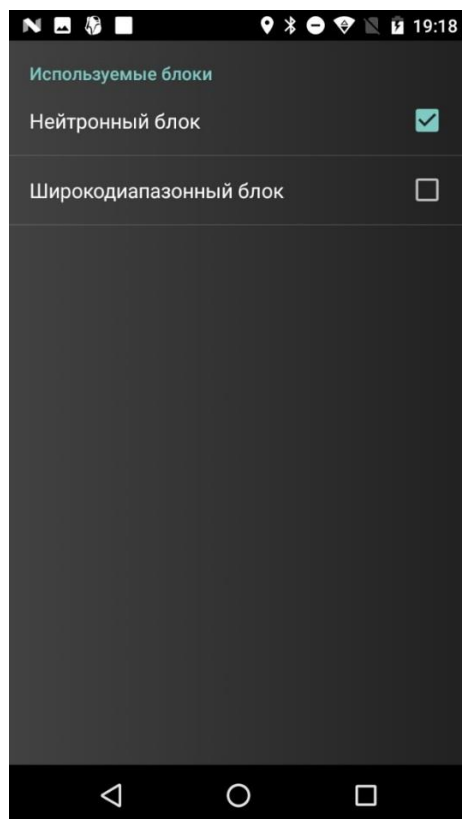 19:18
Используемые блоки
Нейтронный блок
Широкодиапазонный блок